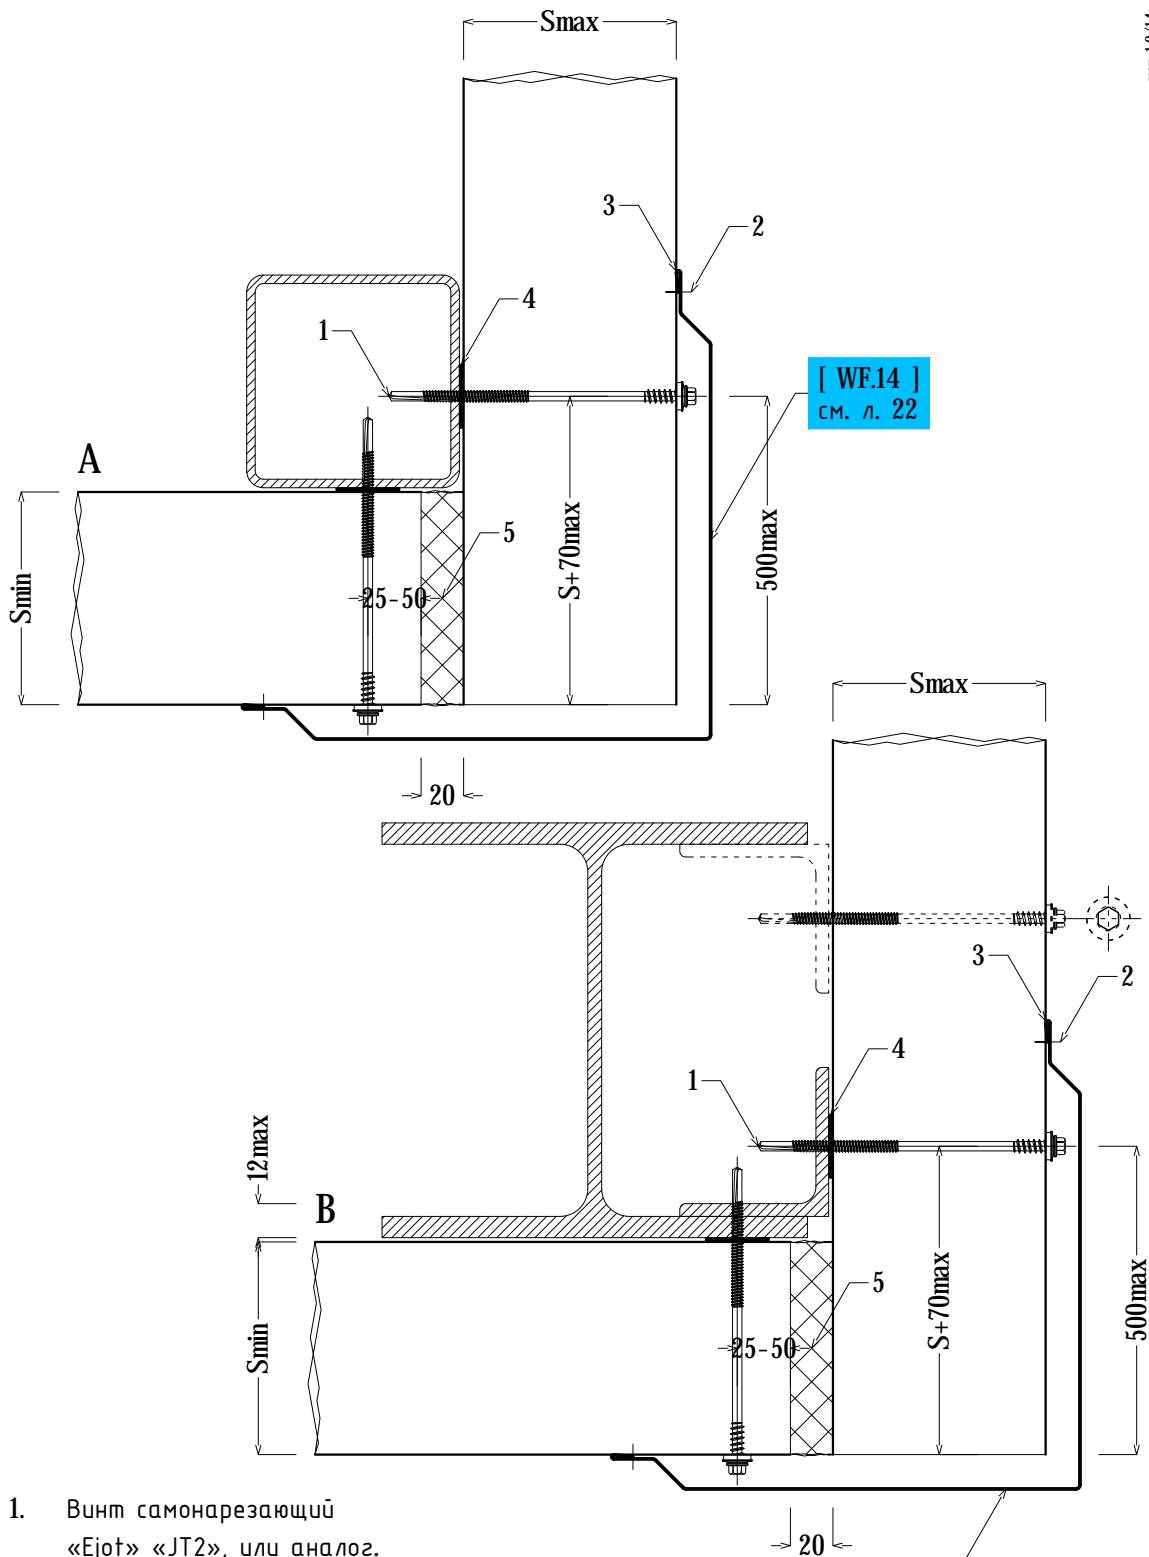 Smax
3
2
4
1
[ WF.14 ]
см. л. 22
A
5
Smin
25-50
S+70max
500max
20
Smax
3
2
4
1
12max
B
5
Smin
25-50
S+70max
500max
20
1. Винт самонарезающий
«Ejot» «JT2», или аналог.